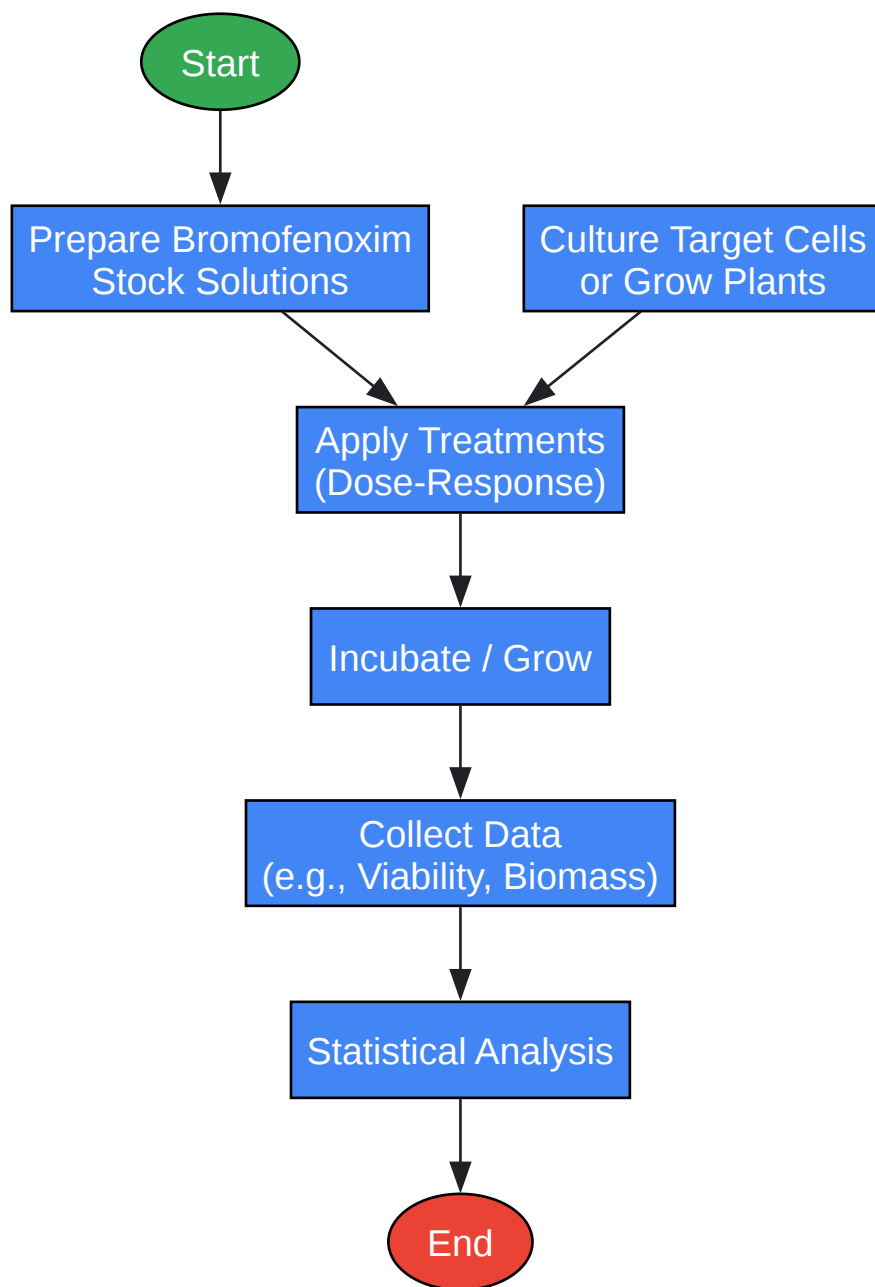 Start
Prepare Bromofenoxim
Stock Solutions
Culture Target Cells
or Grow Plants
Apply Treatments
(Dose-Response)
Incubate / Grow
Collect Data
(e.g., Viability, Biomass)
Statistical Analysis
End